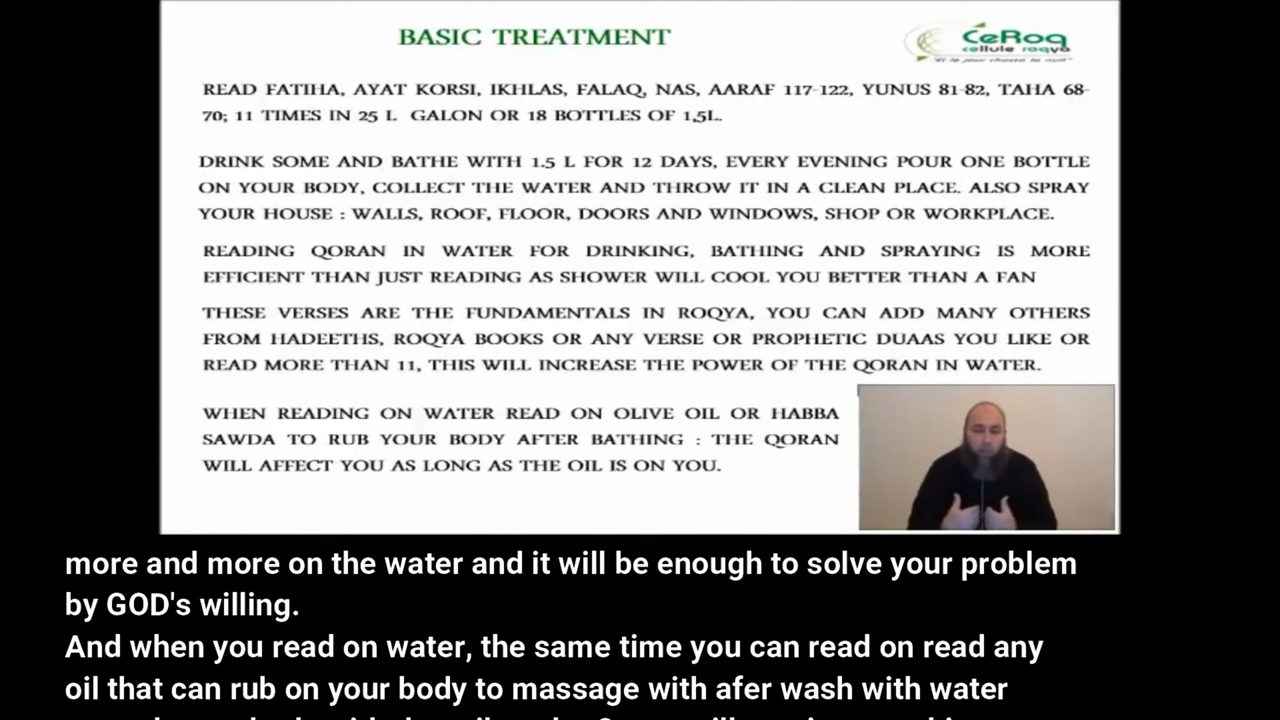 BASIC TREATMENT
CeRoq
cellule roqya
"Et le jour chassa la nuit"
READ FATIHA, AYAT KORSI, IKHLAS, FALAQ, NAS, AARAF 117-122, YUNUS 81-82, TAHA 68-
70; 11 TIMES IN 25 L GALON OR 18 BOTTLES OF 1,5L.
DRINK SOME AND BATHE WITH 1.5 L FOR 12 DAYS, EVERY EVENING POUR ONE BOTTLE
ON YOUR BODY, COLLECT THE WATER AND THROW IT IN A CLEAN PLACE. ALSO SPRAY
YOUR HOUSE : WALLS, ROOF, FLOOR, DOORS AND WINDOWS, SHOP OR WORKPLACE.
READING QORAN IN WATER FOR DRINKING, BATHING AND SPRAYING IS MORE
EFFICIENT THAN JUST READING AS SHOWER WILL COOL YOU BETTER THAN A FAN
THESE VERSES ARE THE FUNDAMENTALS IN ROQYA, YOU CAN ADD MANY OTHERS
FROM HADEETHS, ROQYA BOOKS OR ANY VERSE OR PROPHETIC DUAAS YOU LIKE OR
READ MORE THAN 11, THIS WILL INCREASE THE POWER OF THE QORAN IN WATER.
WHEN READING ON WATER READ ON OLIVE OIL OR HABBA
SAWDA TO RUB YOUR BODY AFTER BATHING : THE QORAN
WILL AFFECT YOU AS LONG AS THE OIL IS ON YOU.
more and more on the water and it will be enough to solve your problem
by GOD's willing.
And when you read on water, the same time you can read on read any
oil that can rub on your body to massage with afer wash with water